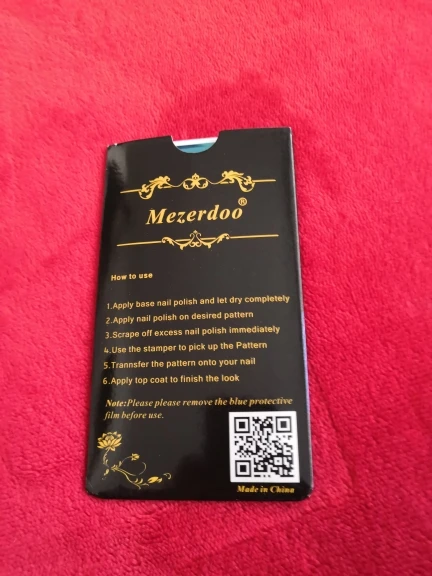 Mezerdoo®
How to use
1.Apply base nail polish and let dry completely
2.Apply nail polish on desired pattern
3.Scrape off excess nail polish immediately
4.Use the stamper to pick up the Pattern
5.Trannsfer the pattern onto your nail
6.Apply top coat to finish the look
Note:Please please remove the blue protective
film before use.
Made in China